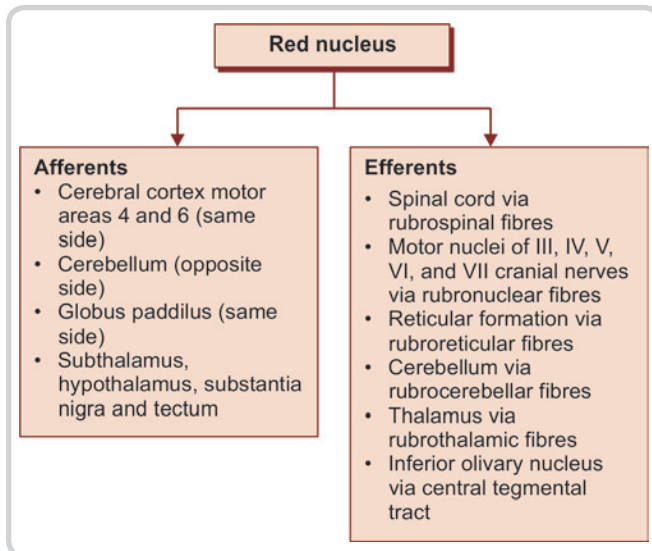 Red nucleus
Afferents
• Cerebral cortex motor
areas 4 and 6 (same
side)
• Cerebellum (opposite
side)
• Globus paddilus (same
side)
• Subthalamus,
hypothalamus, substantia
nigra and tectum
Efferents
• Spinal cord via
rubrospinal fibres
• Motor nuclei of III, IV, V,
VI, and VII cranial nerves
via rubronuclear fibres
• Reticular formation via
rubroreticular fibres
• Cerebellum via
rubrocerebellar fibres
• Thalamus via
rubrothalamic fibres
• Inferior olivary nucleus
via central tegmental
tract